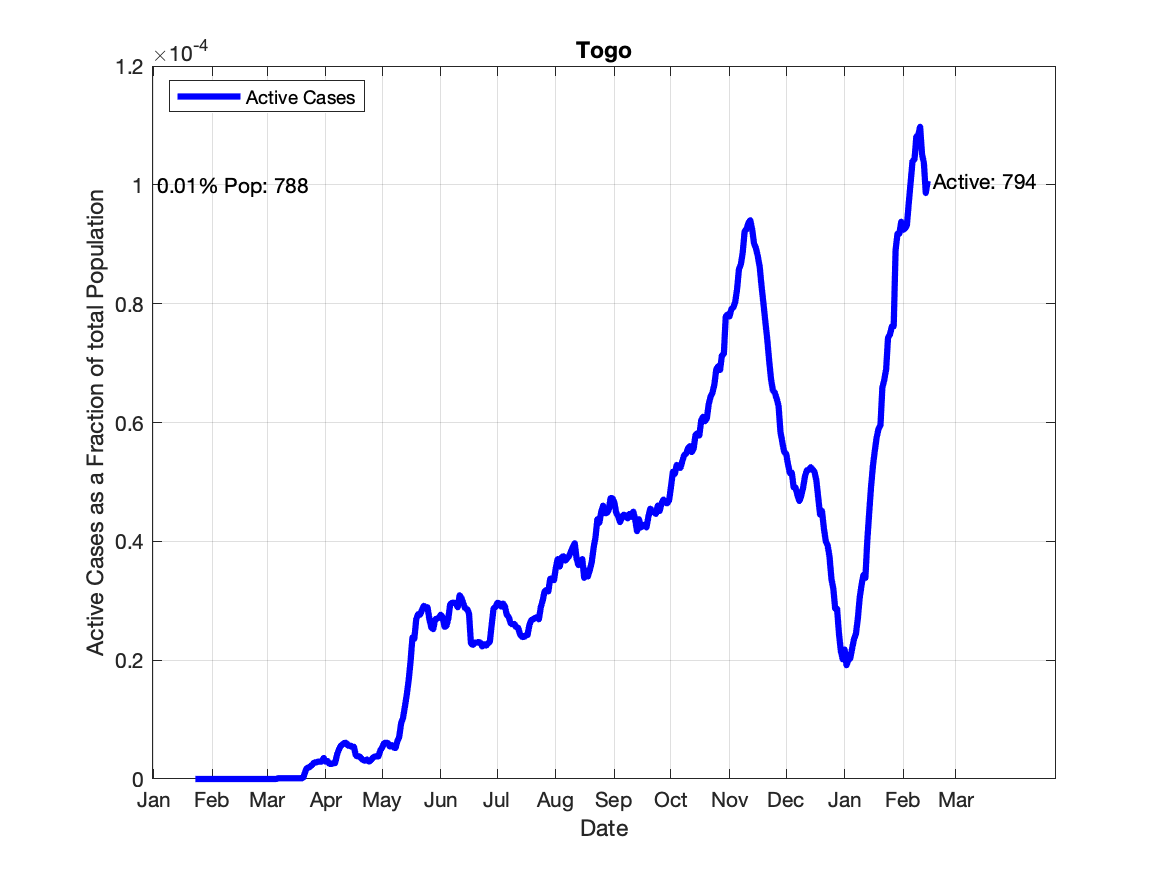 Togo
×10-4
Active Cases
Active Cases as a Fraction of total Population
1.2
1
0.8
0.6
0.4
0.2
0
0.01% Pop: 788
Active: 794
Jan Feb Mar Apr May Jun Jul Aug Sep Oct Nov Dec Jan Feb Mar
Date